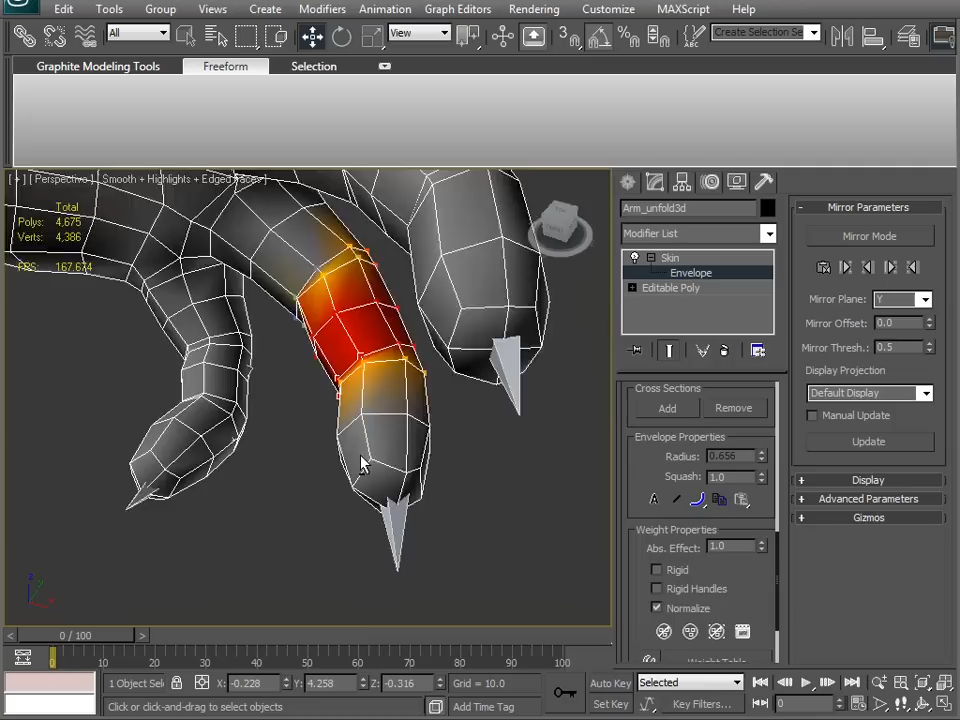 Edit Tools Group Views Create Modifiers Animation Graph Editors Rendering Customize MAXScript Help
All View 3 Create Selection Se
Graphite Modeling Tools Freeform Selection
[ + ] [ Perspective ] [ Smooth + Highlights + Edged Faces ]
Total
Polys: 4,675
Verts: 4,386
FPS: 167.674
Arm_unfold3d
Modifier List
Skin
Envelope
Editable Poly
Cross Sections
Add Remove
Envelope Properties
Radius: 0.656
Squash: 1.0
Weight Properties
Abs. Effect: 1.0
Rigid
Rigid Handles
Normalize
Weight Table
- Mirror Parameters
Mirror Mode
Mirror Plane: Y
Mirror Offset: 0.0
Mirror Thresh.: 0.5
Display Projection
Default Display
Manual Update
Update
+ Display
+ Advanced Parameters
+ Gizmos
< 0 / 100 >
0 10 20 30 40 50 60 70 80 90 100
1 Object Sel X: -0.228 Y: 4.258 Z: -0.316 Grid = 10.0 Auto Key Selected
Click or click-and-drag to select objects Add Time Tag Set Key Key Filters... 0